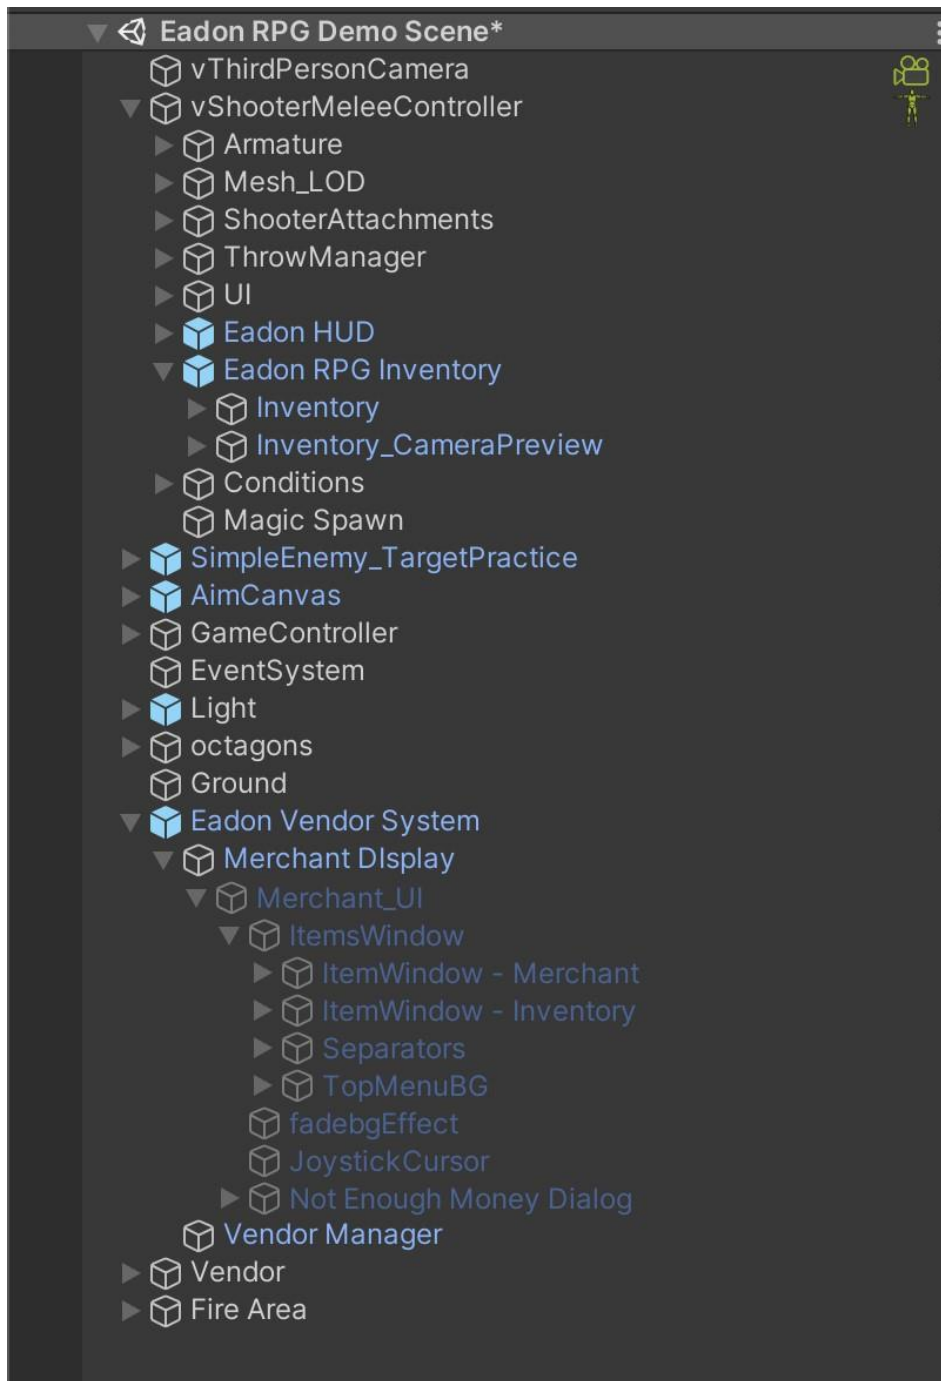 Eadon RPG Demo Scene*
vThirdPersonCamera
vShooterMeleeController
Armature
Mesh_LOD
ShooterAttachments
ThrowManager
UI
Eadon HUD
Eadon RPG Inventory
Inventory
Inventory_CameraPreview
Conditions
Magic Spawn
SimpleEnemy_TargetPractice
AimCanvas
GameController
EventSystem
Light
octagons
Ground
Eadon Vendor System
Merchant DIsplay
Merchant_UI
ItemsWindow
ItemWindow - Merchant
ItemWindow - Inventory
Separators
TopMenuBG
fadebgEffect
JoystickCursor
Not Enough Money Dialog
Vendor Manager
Vendor
Fire Area